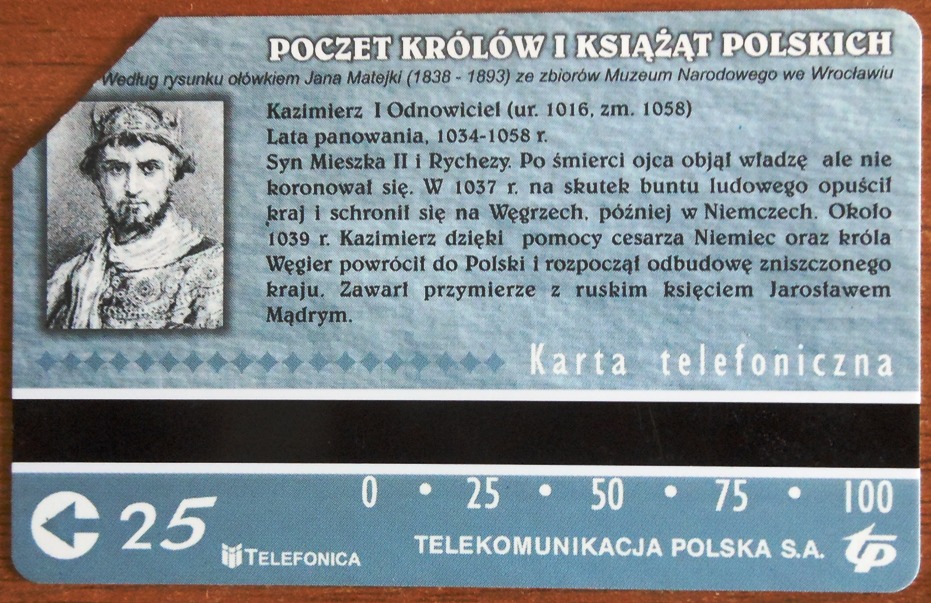 POCZET KRÓLÓW I KSIĄŻĄT POLSKICH
Według rysunku ołówkiem Jana Matejki (1838 - 1893) ze zbiorów Muzeum Narodowego we Wrocławiu
Kazimierz I Odnowiciel (ur. 1016, zm. 1058)
Lata panowania, 1034-1058 r.
Syn Mieszka II i Rychezy. Po śmierci ojca objął władzę ale nie
koronował się. W 1037 r. na skutek buntu ludowego opuścił
kraj i schronił się na Węgrzech, później w Niemczech. Około
1039 r. Kazimierz dzięki pomocy cesarza Niemiec oraz króla
Węgier powrócił do Polski i rozpoczął odbudowę zniszczonego
kraju. Zawarł przymierze z ruskim księciem Jarosławem
Mądrym.
Karta telefoniczna
0 • 25 • 50 • 75 • 100
25
TELEFONICA
TELEKOMUNIKACJA POLSKA S.A.
tp